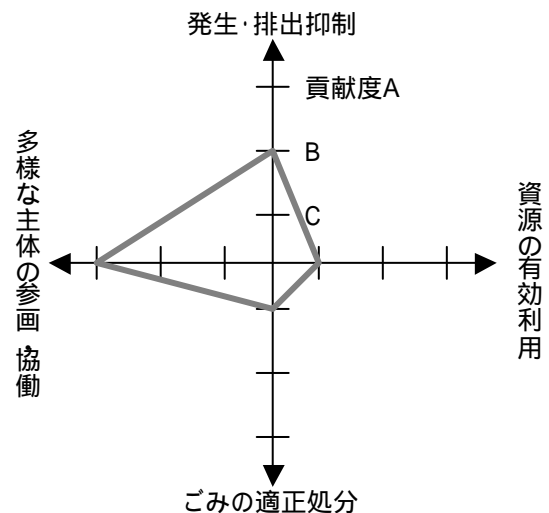 発生・排出抑制
貢献度A
B
C
多様な主体の参画・協働
資源の有効利用
ごみの適正処分